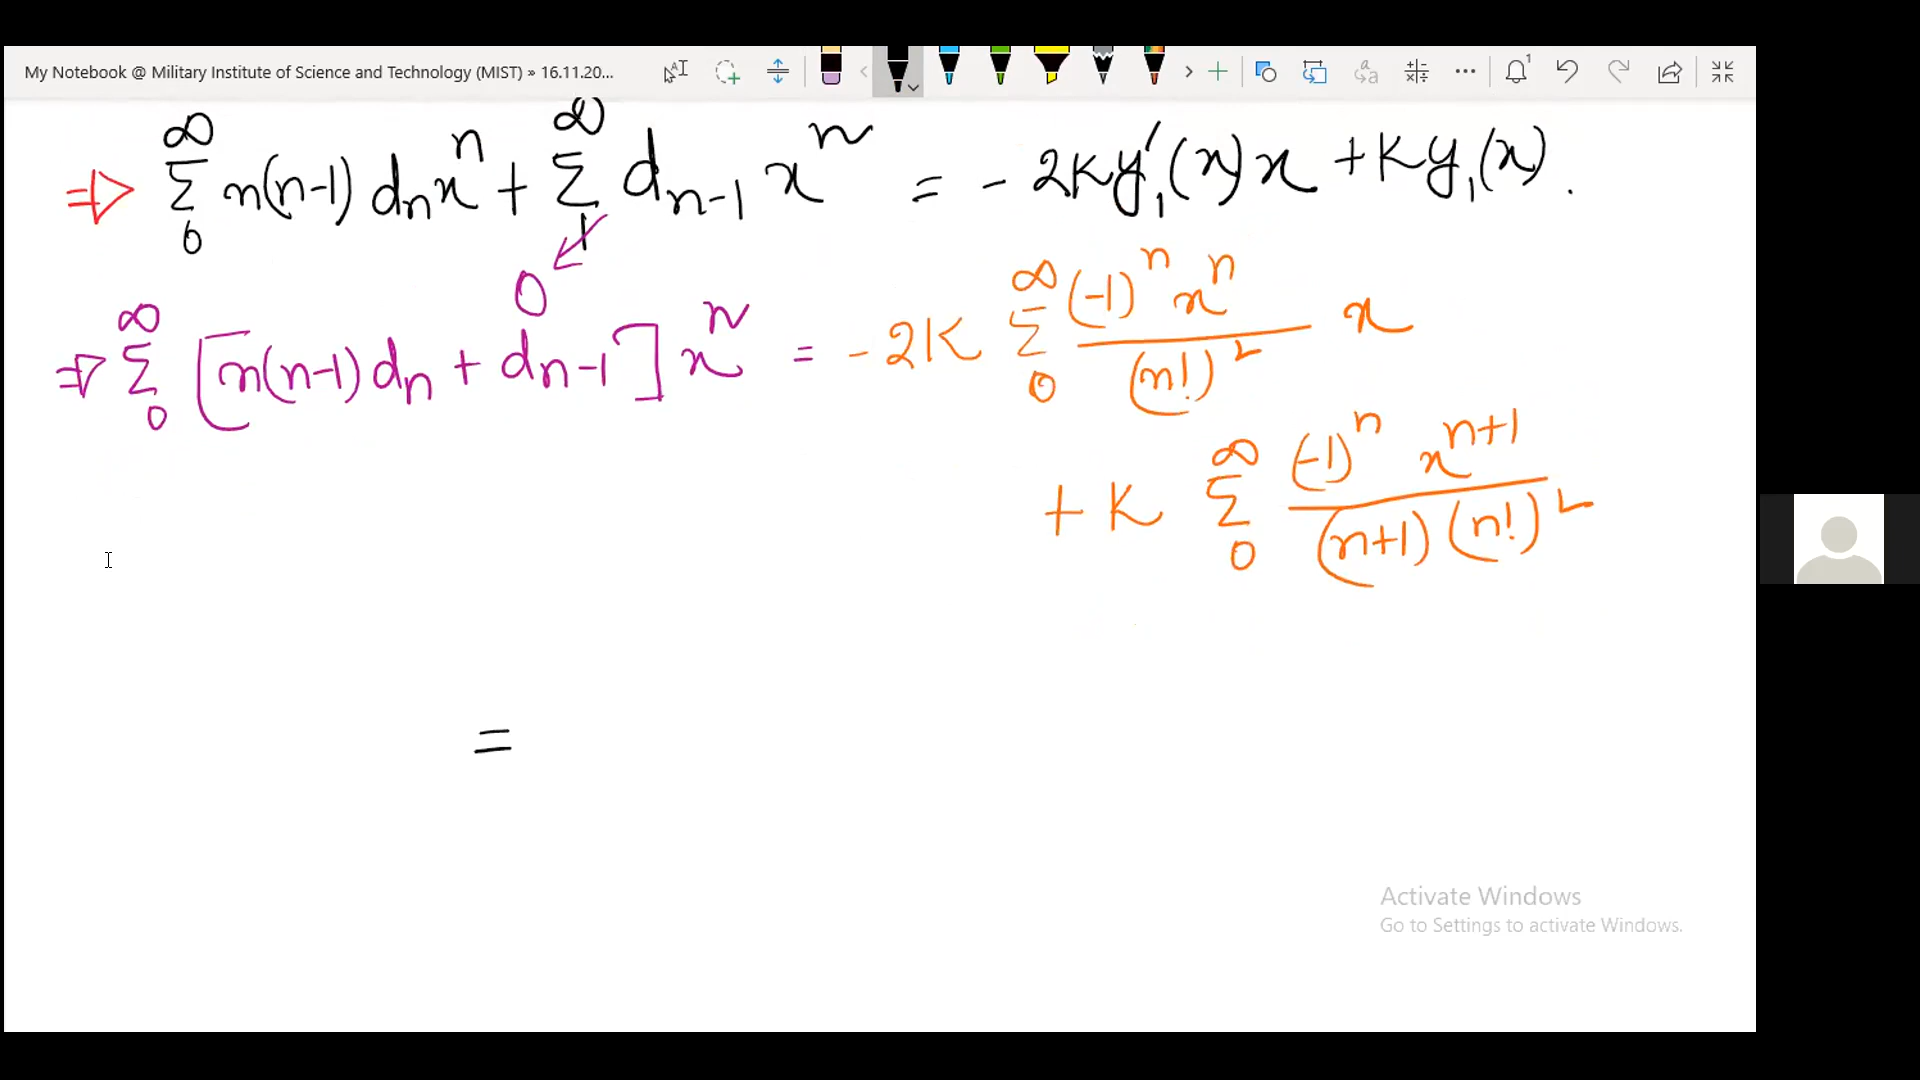 My Notebook @ Military Institute of Science and Technology (MIST) » 16.11.20...
⇒ ∞ Σ 0 n(n-1) dₙxⁿ + ∞ Σ 1 dₙ₋₁ xⁿ = - 2Ky₁'(x)x + Ky₁(x).
0
⇒ ∞ Σ 0 [n(n-1)dₙ + dₙ₋₁] xⁿ = - 2K ∞ Σ 0 (-1)ⁿ xⁿ / (n!)² x
+ K ∞ Σ 0 (-1)ⁿ xⁿ⁺¹ / (n+1) (n!)²
=
Activate Windows
Go to Settings to activate Windows.